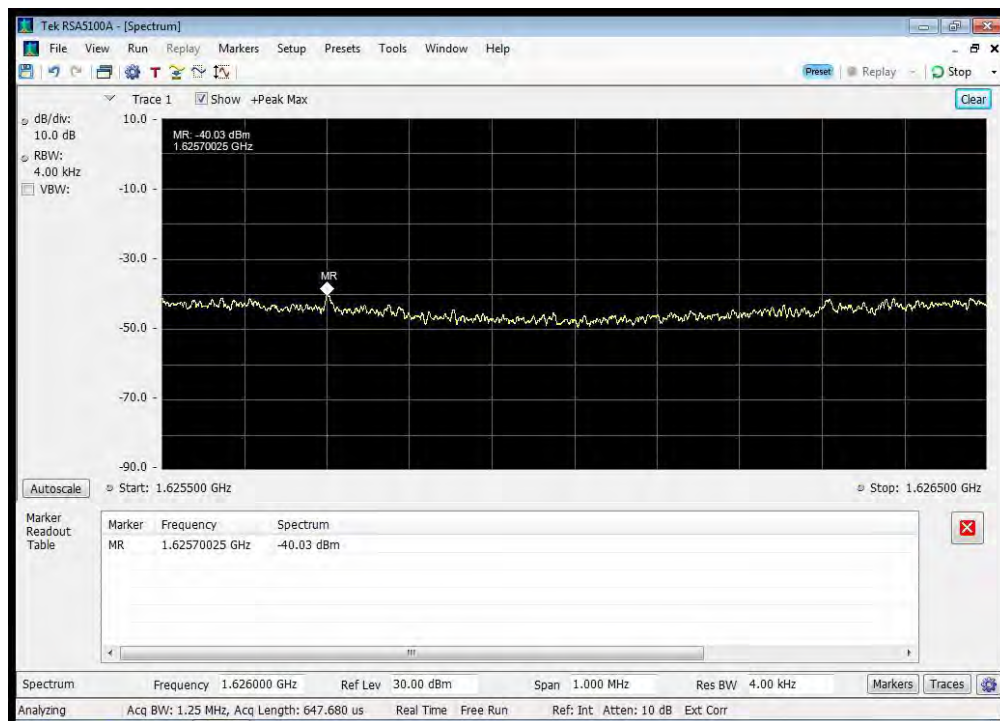 Tek RSA5100A - [Spectrum]
File View Run Replay Markers Setup Presets Tools Window Help
Preset Replay Stop
Trace 1 Show +Peak Max Clear
dB/div:
10.0 dB
RBW:
4.00 kHz
VBW:
10.0
-10.0
-30.0
-50.0
-70.0
-90.0
MR: -40.03 dBm
1.62570025 GHz
MR
Autoscale Start: 1.625500 GHz Stop: 1.626500 GHz
Marker
Readout
Table
Marker Frequency Spectrum
MR 1.62570025 GHz -40.03 dBm
Spectrum Frequency 1.626000 GHz Ref Lev 30.00 dBm Span 1.000 MHz Res BW 4.00 kHz Markers Traces
Analyzing Acq BW: 1.25 MHz, Acq Length: 647.680 us Real Time Free Run Ref: Int Atten: 10 dB Ext Corr